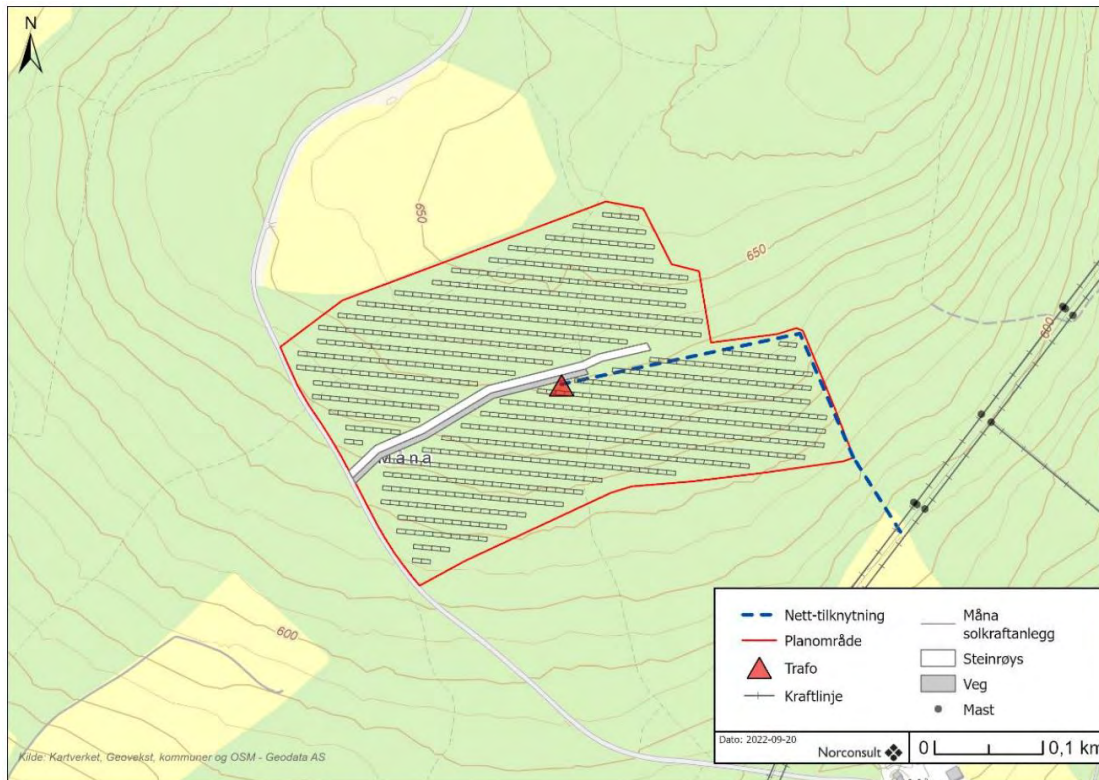 N
650
650
600
Måna
600
Nett-tilknytning
Planområde
Trafo
Kraftlinje
Måna
solkraftanlegg
Steinrøys
Veg
Mast
Dato: 2022-09-20
Norconsult
0 0,1 km
Kilde: Kartverket, Geovekst, kommuner og OSM - Geodata AS